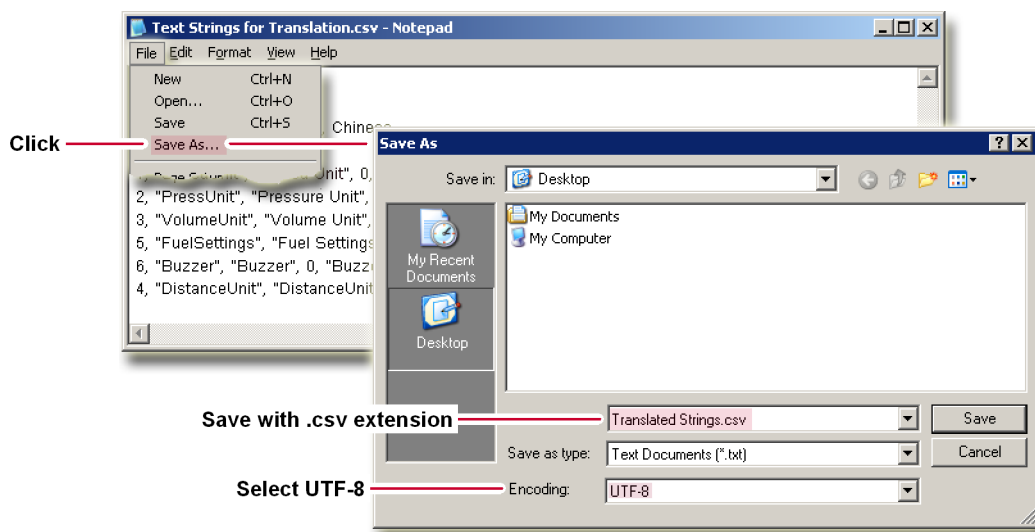 Text Strings for Translation.csv - Notepad
File Edit Format View Help
New Ctrl+N
Open... Ctrl+O
Save Ctrl+S
, Chinese
Click
Save As...
Unit", 0,
2, "PressUnit", "Pressure Unit",
3, "VolumeUnit", "Volume Unit",
5, "FuelSettings", "Fuel Settings
6, "Buzzer", "Buzzer", 0, "Buzze
4, "DistanceUnit", "DistanceUnit
Save As
Save in: Desktop
My Documents
My Computer
My Recent
Documents
Desktop
Save with .csv extension
Translated Strings.csv
Save
Save as type: Text Documents (*.txt)
Cancel
Select UTF-8
Encoding: UTF-8